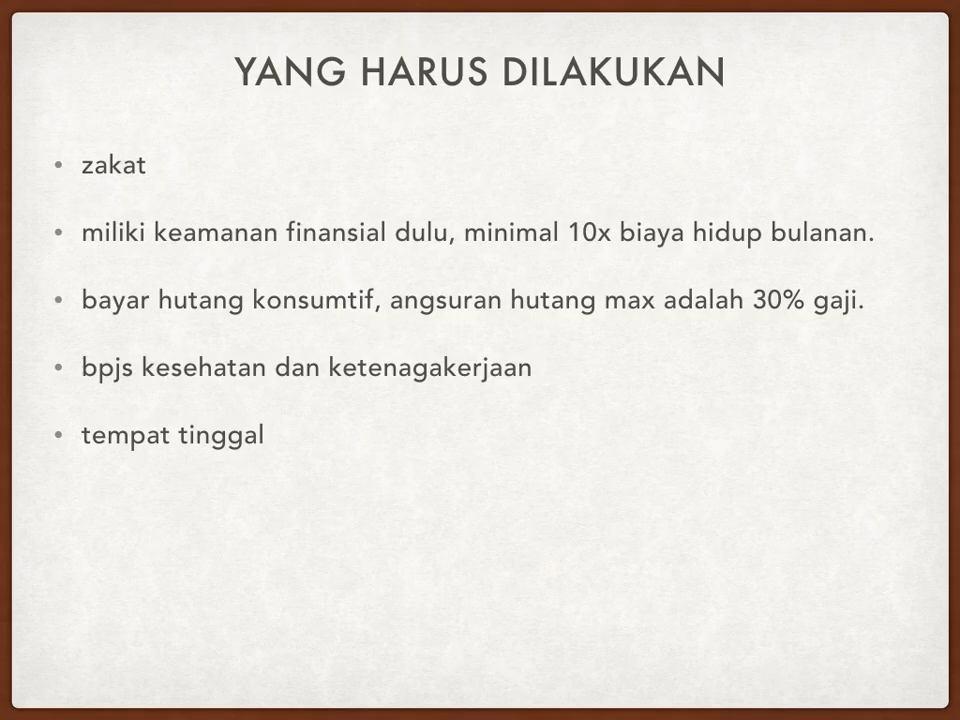 YANG HARUS DILAKUKAN
• zakat
• miliki keamanan finansial dulu, minimal 10x biaya hidup bulanan.
• bayar hutang konsumtif, angsuran hutang max adalah 30% gaji.
• bpjs kesehatan dan ketenagakerjaan
• tempat tinggal